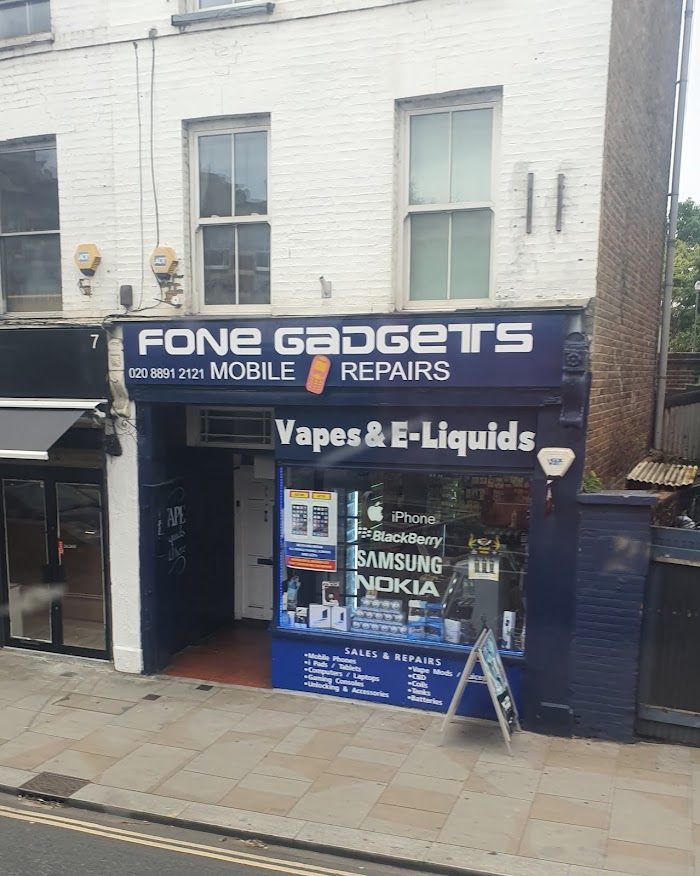 7
FONE GADGETS
020 8891 2121 MOBILE REPAIRS
Vapes & E-Liquids
iPhone
BlackBerry
SAMSUNG
NOKIA
APE
SALES & REPAIRS
•Mobile Phones
•i Pads / Tablets
•Computers / Laptops
•Gaming Consoles
•Unlocking & Accessories
•Vape Mods /
•CBD
•Coils
•Tanks
•Batteries